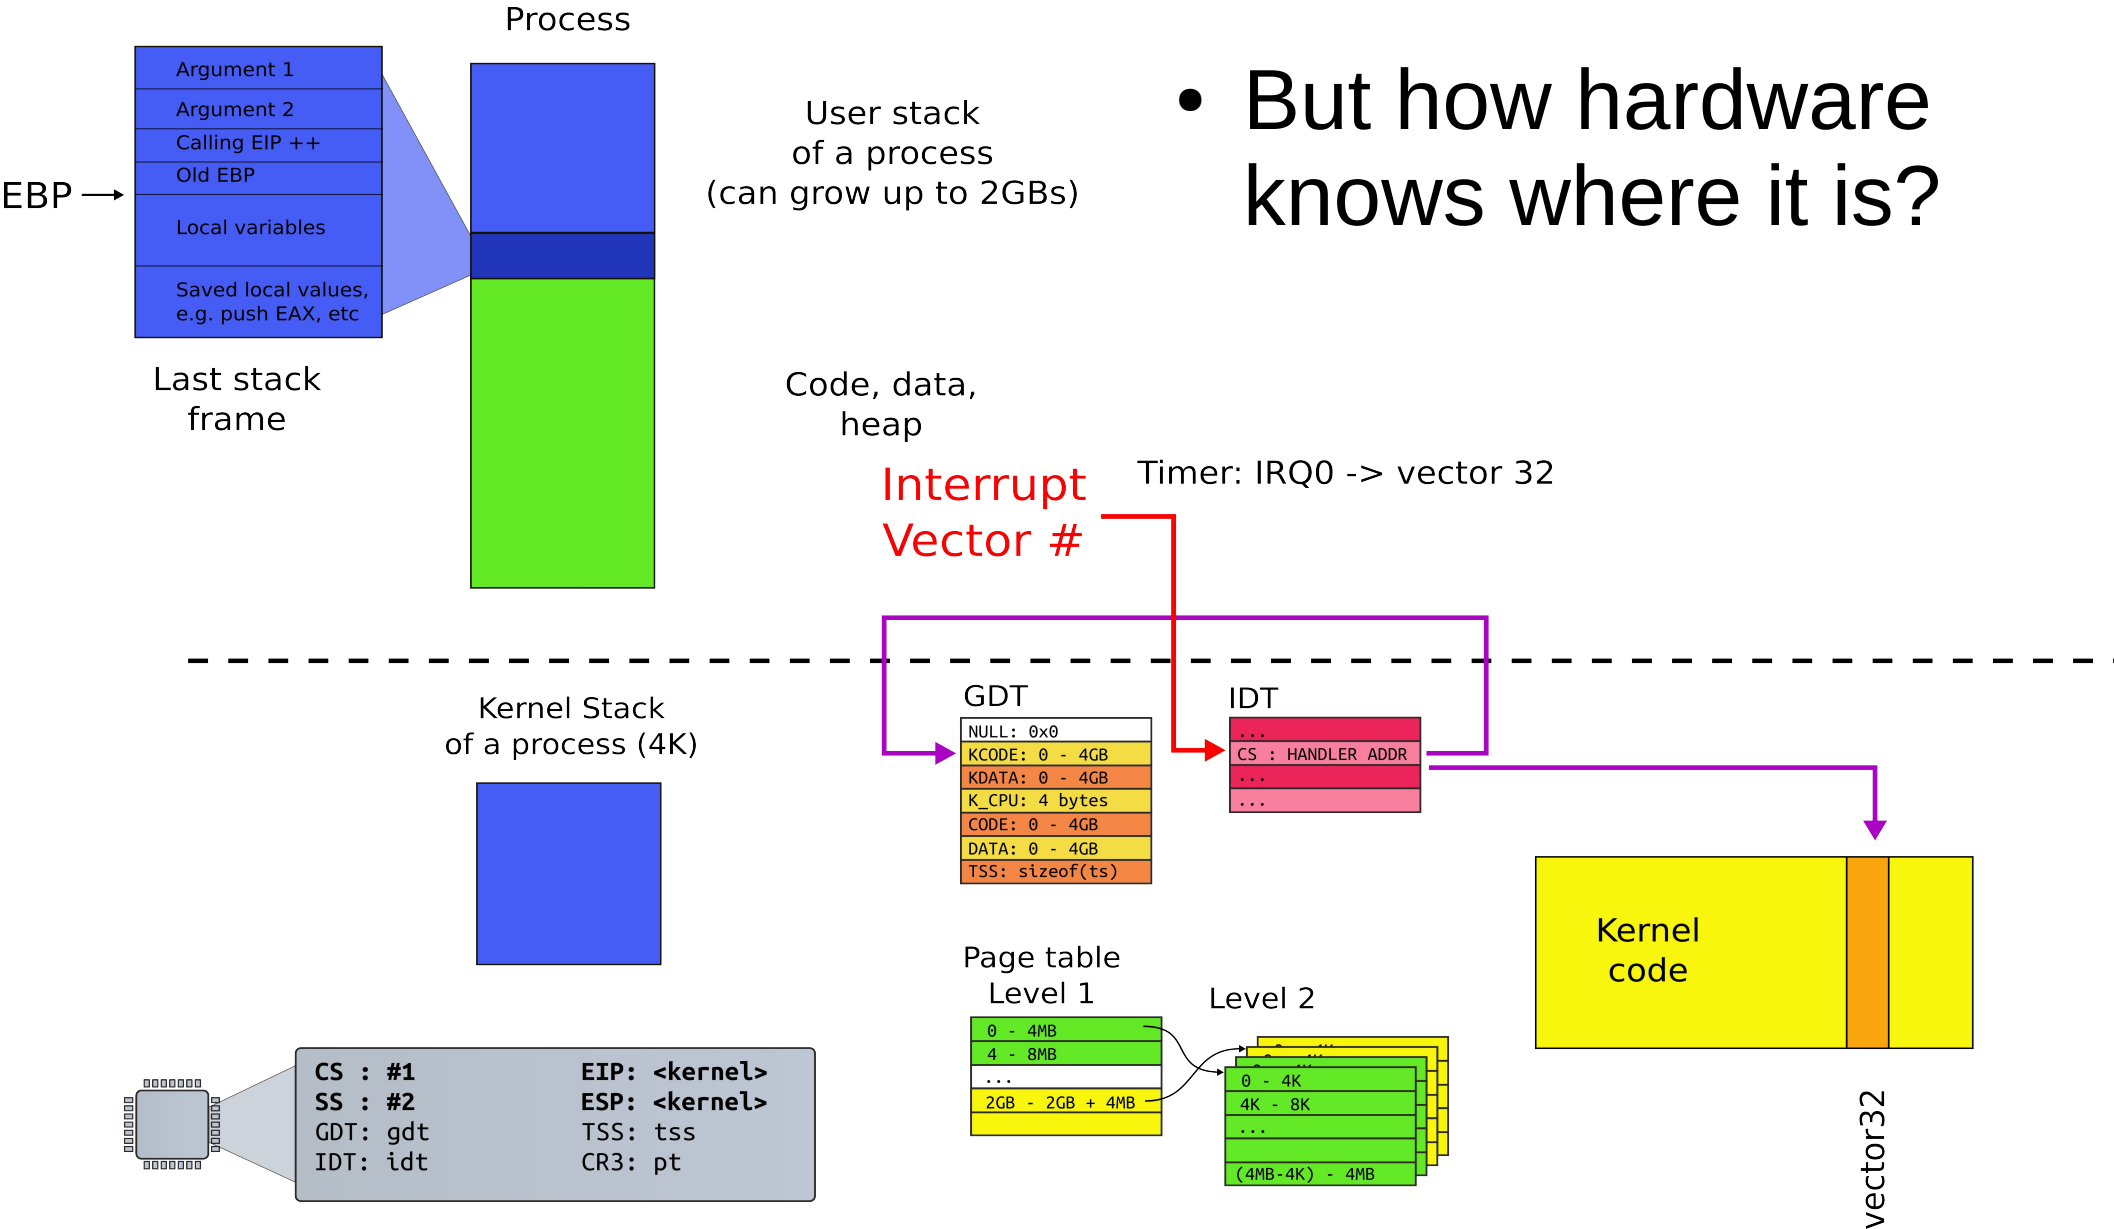 Process
• But how hardware
knows where it is?
Argument 1
Argument 2
Calling EIP ++
Old EBP
EBP
Local variables
Saved local values,
e.g. push EAX, etc
Last stack
frame
User stack
of a process
(can grow up to 2GBs)
Code, data,
heap
Interrupt
Vector #
Timer: IRQ0 -> vector 32
Kernel Stack
of a process (4K)
GDT
NULL: 0x0
KCODE: 0 - 4GB
KDATA: 0 - 4GB
K_CPU: 4 bytes
CODE: 0 - 4GB
DATA: 0 - 4GB
TSS: sizeof(ts)
IDT
...
CS : HANDLER ADDR
...
...
Kernel
code
vector32
Page table
Level 1
0 - 4MB
4 - 8MB
...
2GB - 2GB + 4MB
Level 2
0 - 4K
4K - 8K
...
(4MB-4K) - 4MB
CS : #1 EIP: <kernel>
SS : #2 ESP: <kernel>
GDT: gdt TSS: tss
IDT: idt CR3: pt